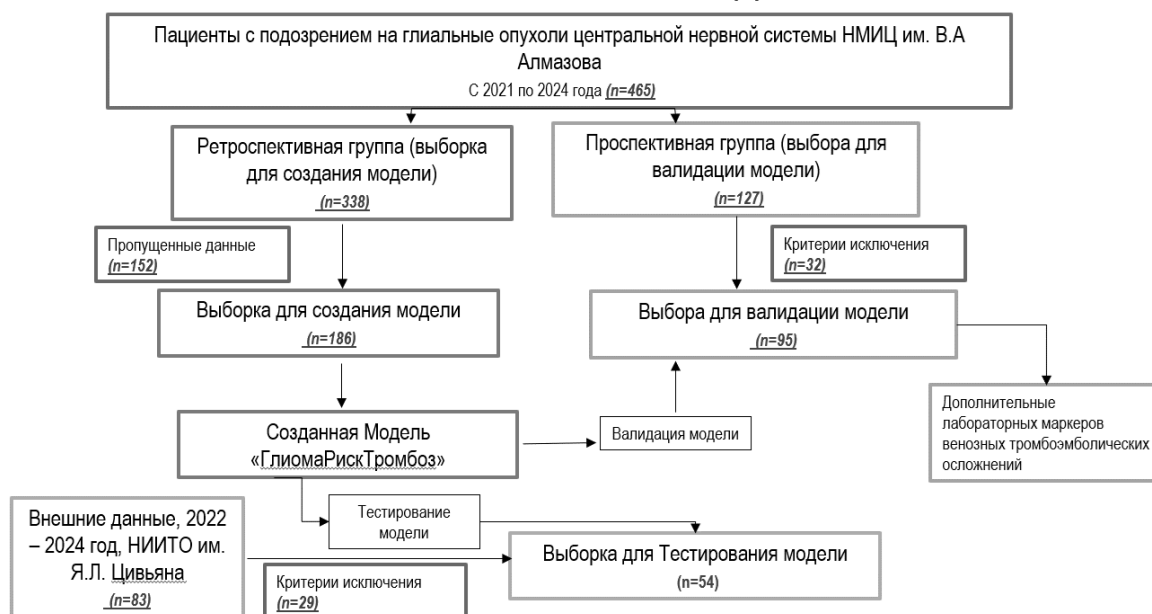 Пациенты с подозрением на глиальные опухоли центральной нервной системы НМИЦ им. В.А
Алмазова
С 2021 по 2024 года (n=465)
Ретроспективная группа (выборка
для создания модели)
(n=338)
Проспективная группа (выбора для
валидации модели)
(n=127)
Пропущенные данные
(n=152)
Критерии исключения
(n=32)
Выборка для создания модели
(n=186)
Выбора для валидации модели
(n=95)
Созданная Модель
«ГлиомаРискТромбоз»
Валидация модели
Дополнительные
лабораторных маркеров
венозных тромбоэмболических
осложнений
Внешние данные, 2022
– 2024 год, НИИТО им.
Я.Л. Цивьяна
(n=83)
Тестирование
модели
Критерии исключения
(n=29)
Выборка для Тестирования модели
(n=54)